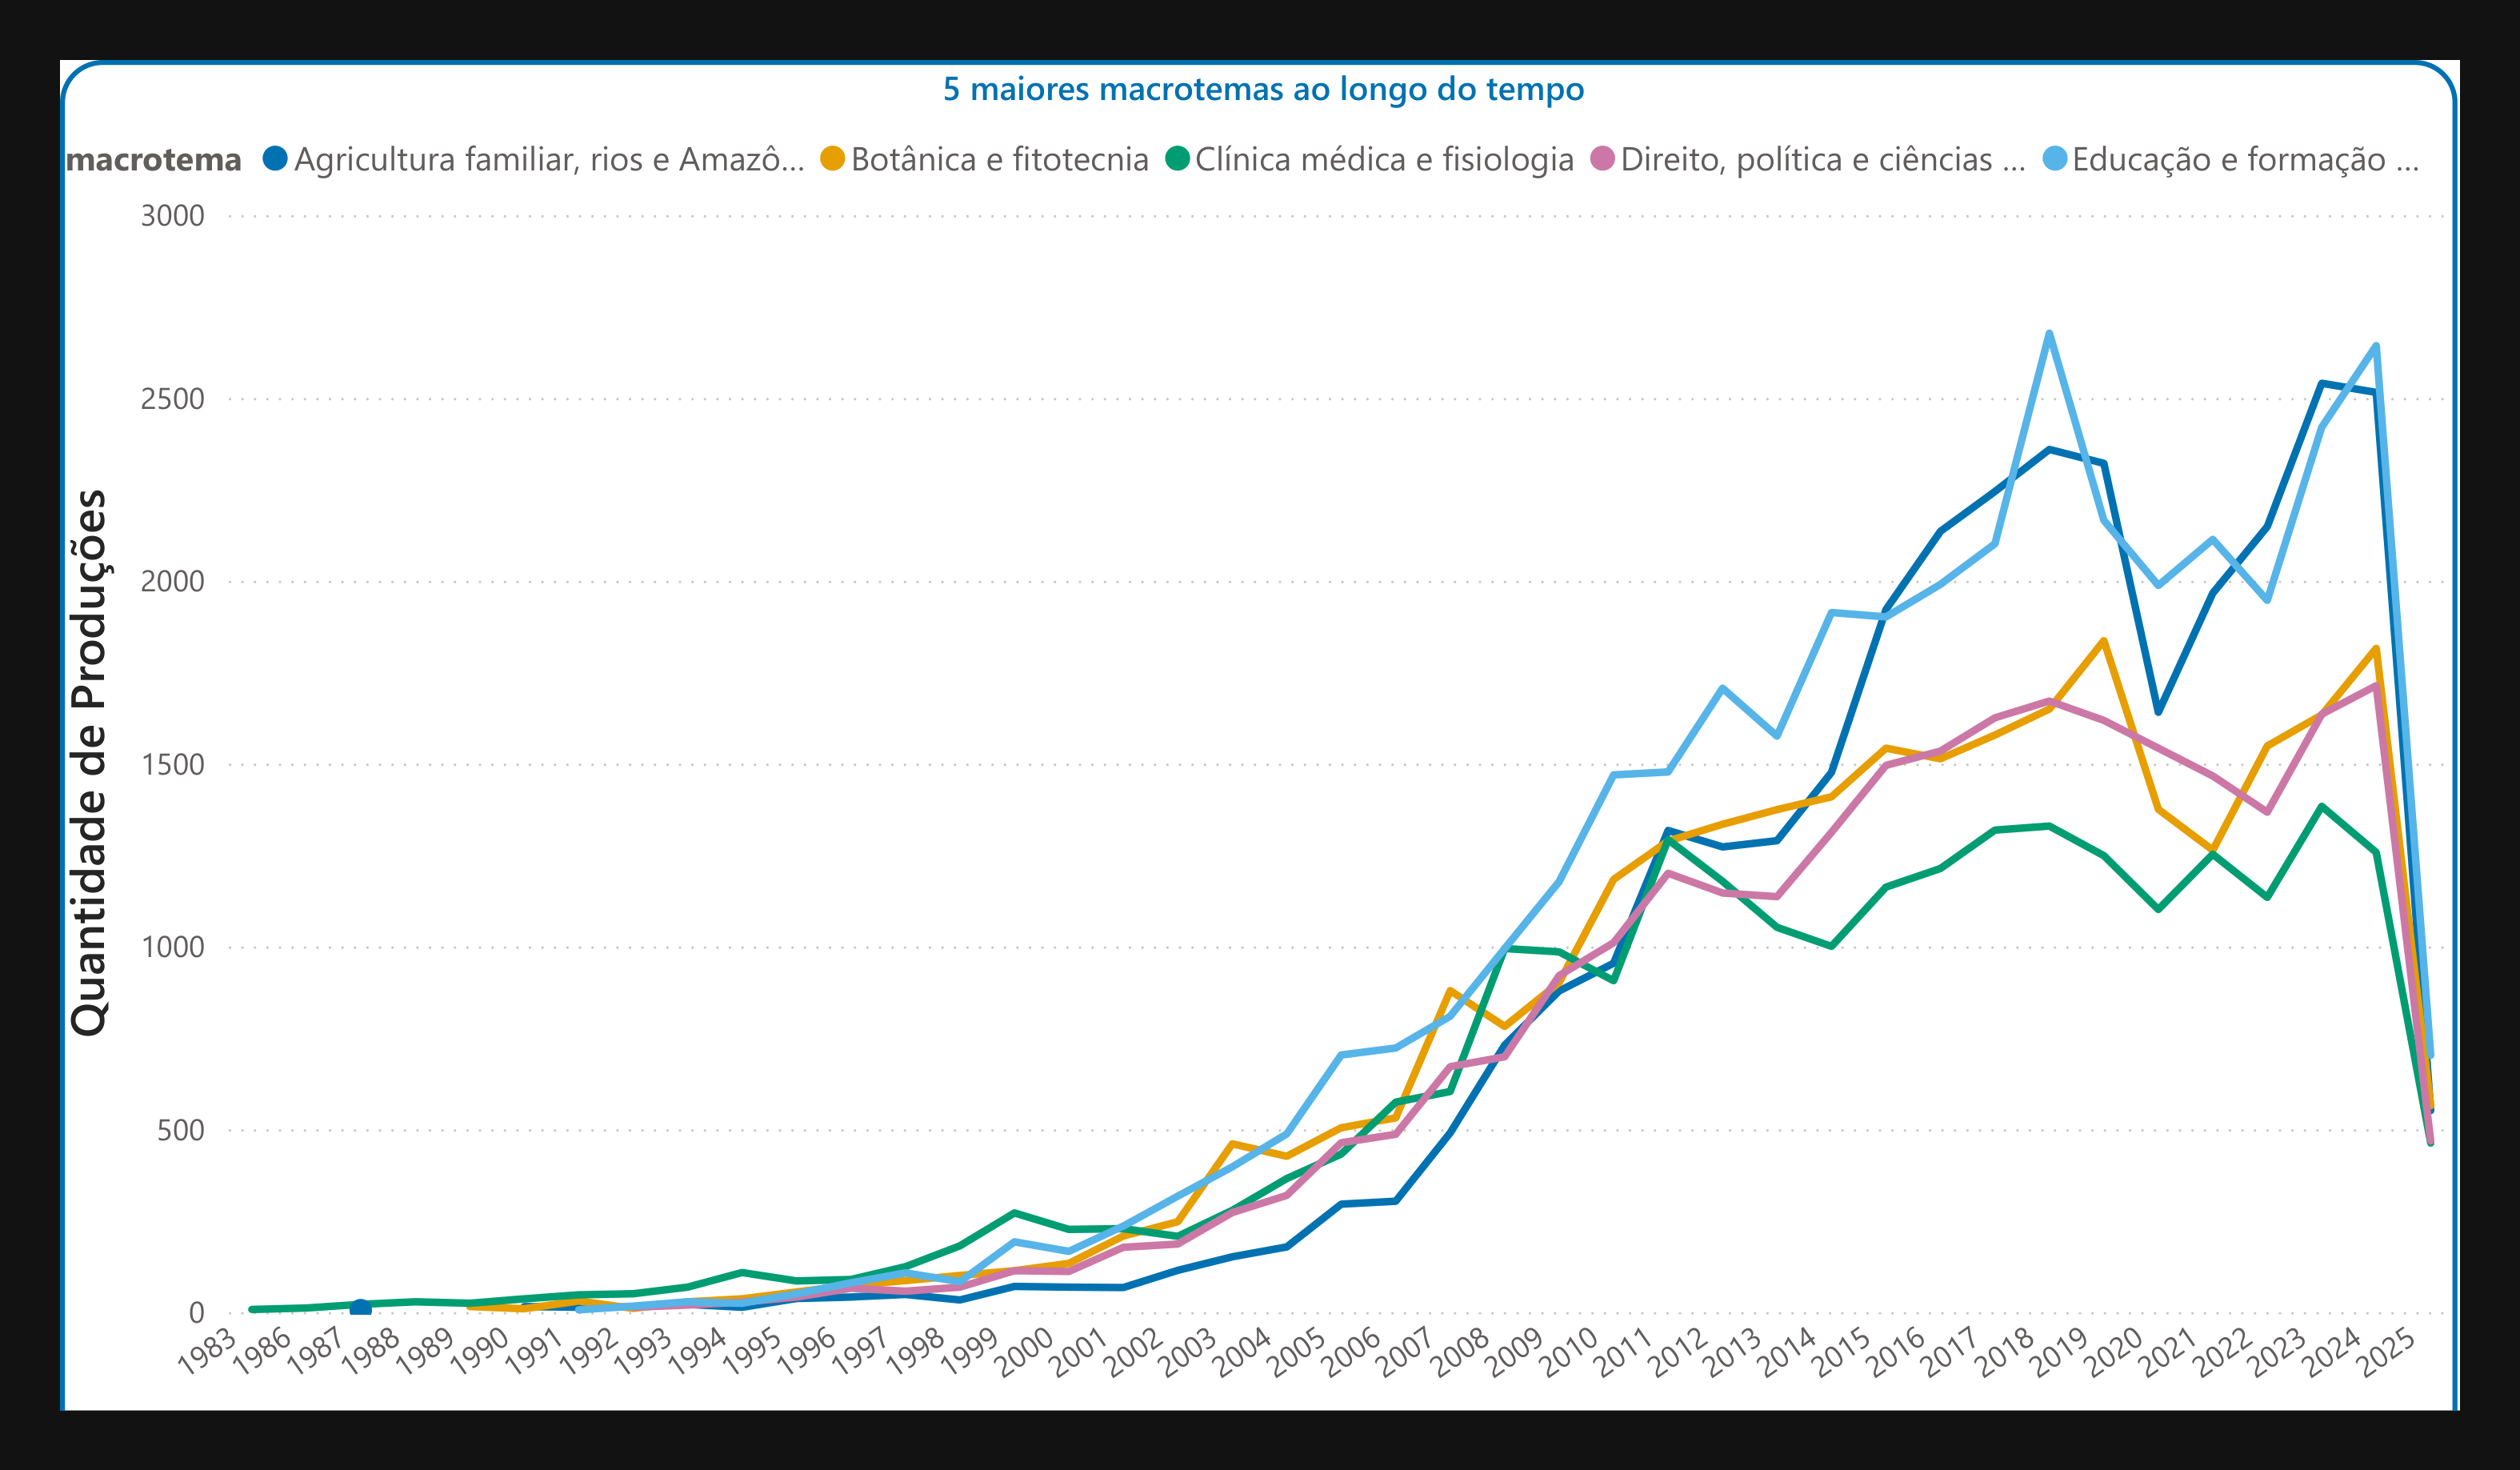 5 maiores macrotemas ao longo do tempo
macrotema Agricultura familiar, rios e Amazô... Botânica e fitotecnia Clínica médica e fisiologia Direito, política e ciências ... Educação e formação ...
Quantidade de Produções
3000
2500
2000
1500
1000
500
0
1983 1986 1987 1988 1989 1990 1991 1992 1993 1994 1995 1996 1997 1998 1999 2000 2001 2002 2003 2004 2005 2006 2007 2008 2009 2010 2011 2012 2013 2014 2015 2016 2017 2018 2019 2020 2021 2022 2023 2024 2025